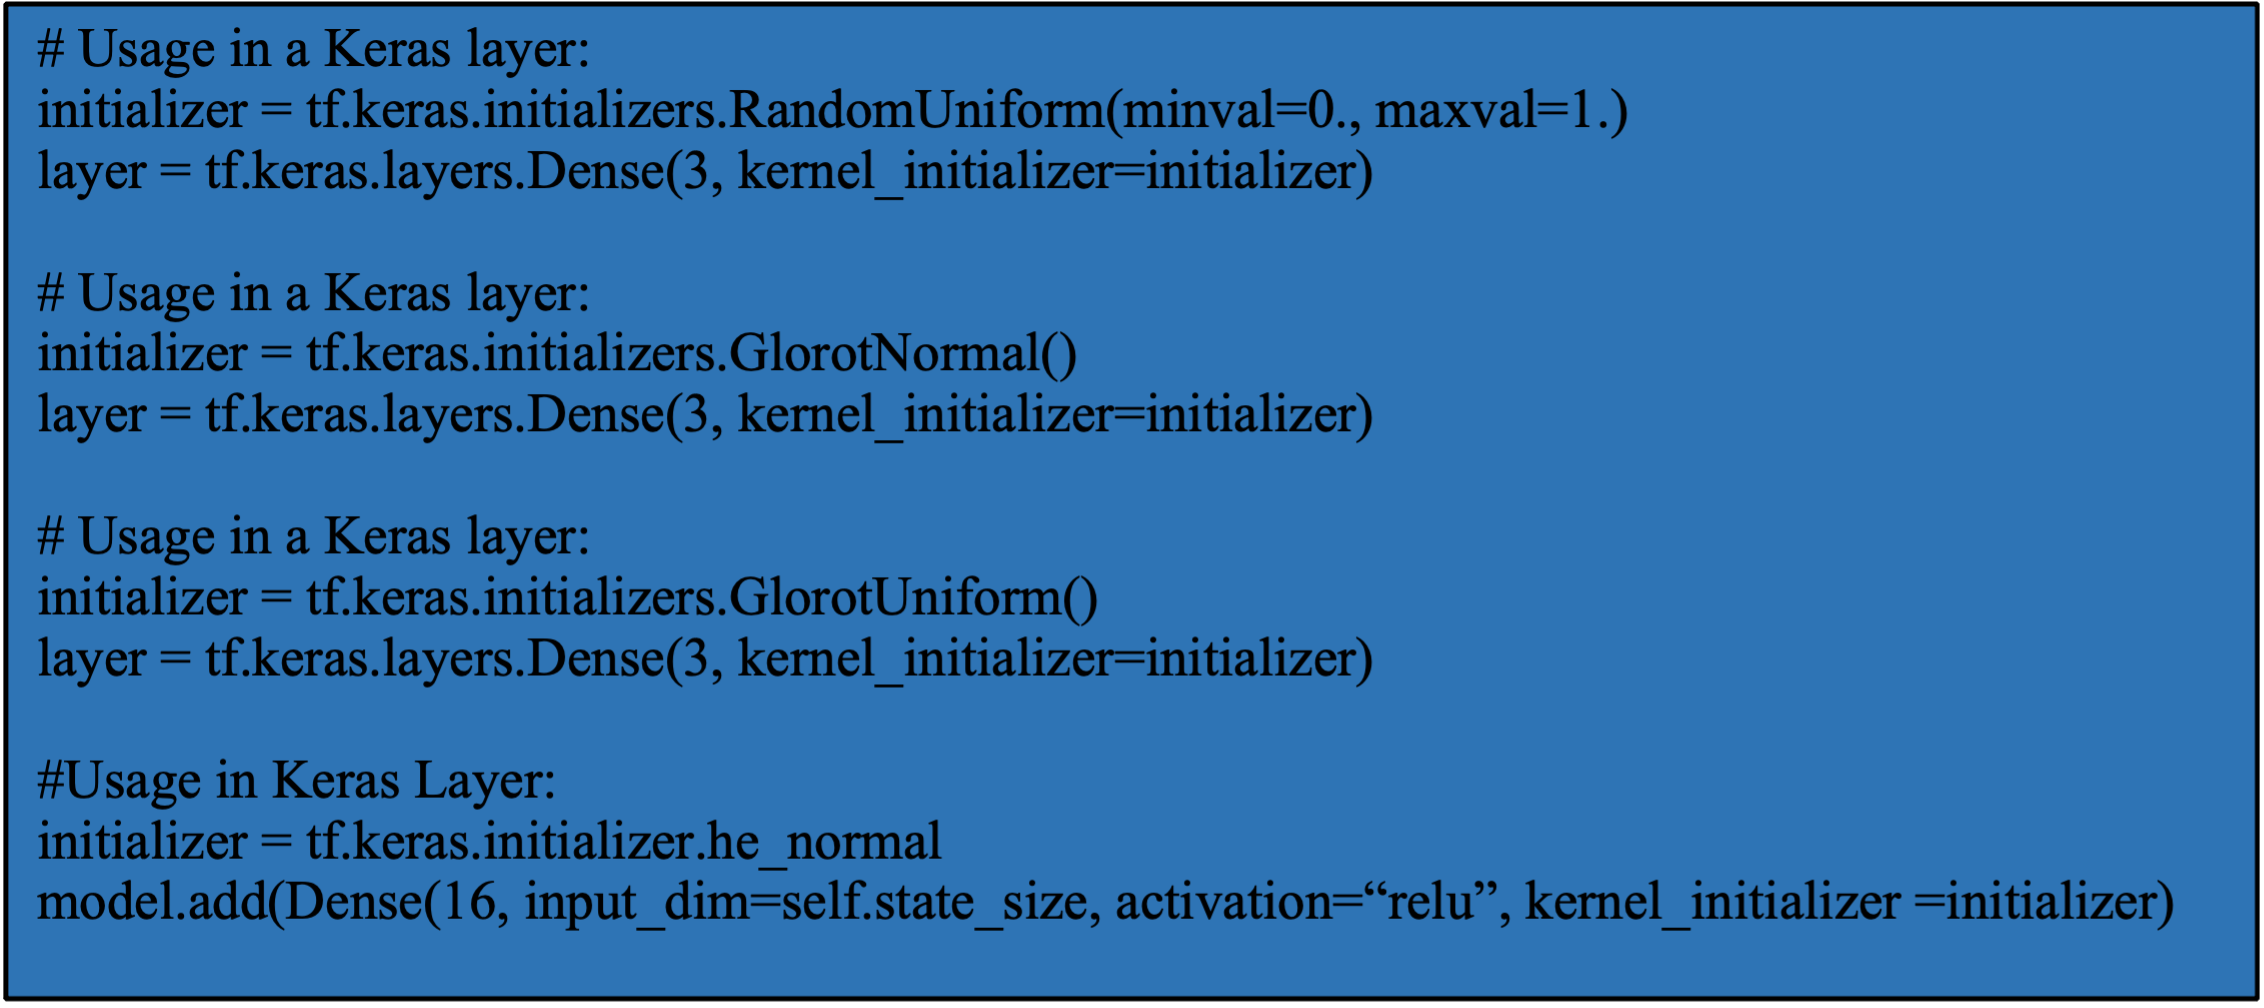 # Usage in a Keras layer:
initializer = tf.keras.initializers.RandomUniform(minval=0., maxval=1.)
layer = tf.keras.layers.Dense(3, kernel_initializer=initializer)
# Usage in a Keras layer:
initializer = tf.keras.initializers.GlorotNormal()
layer = tf.keras.layers.Dense(3, kernel_initializer=initializer)
# Usage in a Keras layer:
initializer = tf.keras.initializers.GlorotUniform()
layer = tf.keras.layers.Dense(3, kernel_initializer=initializer)
#Usage in Keras Layer:
initializer = tf.keras.initializer.he_normal
model.add(Dense(16, input_dim=self.state_size, activation=“relu”, kernel_initializer =initializer)